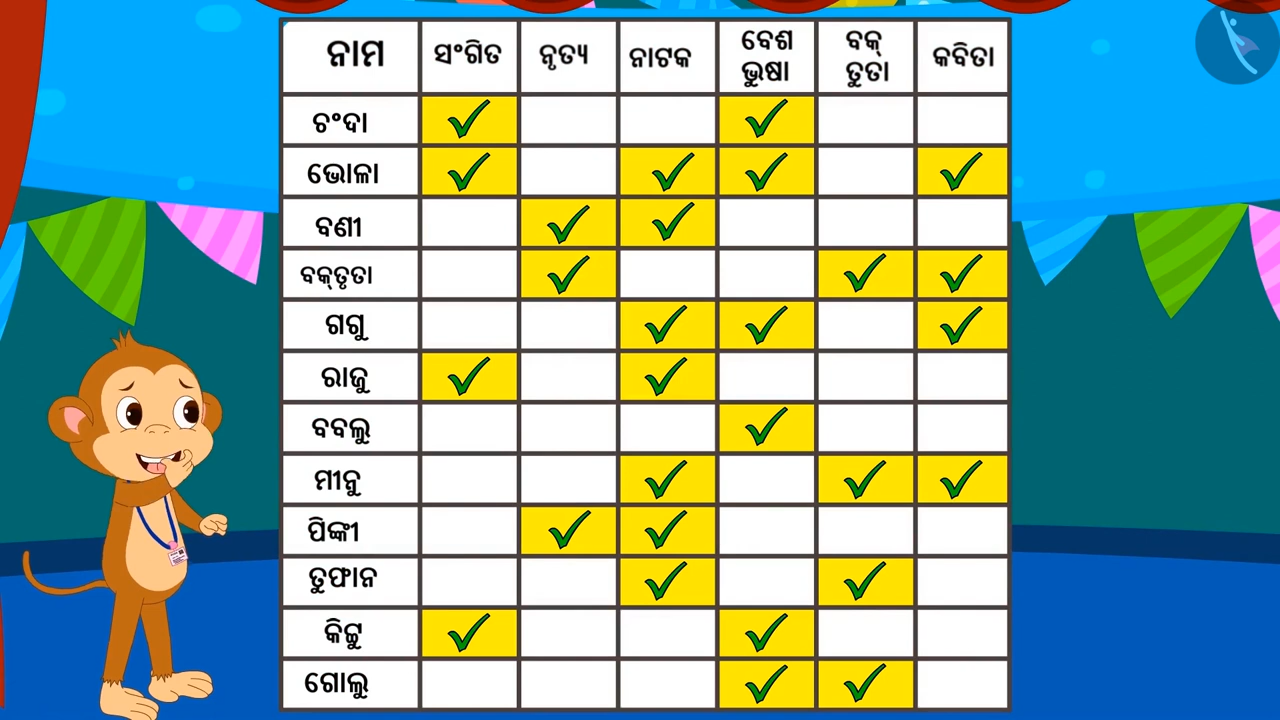 ନାମ ସଂଗିତ ନୃତ୍ୟ ନାଟକ ବେଶ ଭୁଷା ବକ୍ ତୁତା କବିତା
ଚଂଦା
ଭୋଳା
ବଣୀ
ବକ୍‌ତୃତା
ଗଗୁ
ରାଜୁ
ବବଲୁ
ମୀନୁ
ପିଙ୍କୀ
ତୁଫାନ
କିଟ୍ଟୁ
ଗୋଲୁ